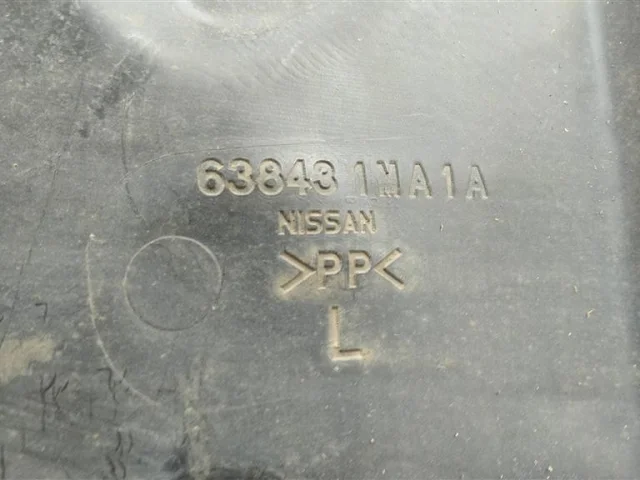 63843 1MA1A
NISSAN
>PP<
L